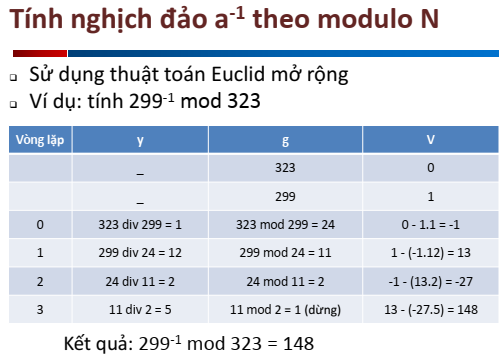 Tính nghịch đảo a-1 theo modulo N
Sử dụng thuật toán Euclid mở rộng
Ví dụ: tính 299-1 mod 323
Vòng lặp y g V
_ 323 0
_ 299 1
0 323 div 299 = 1 323 mod 299 = 24 0 - 1.1 = -1
1 299 div 24 = 12 299 mod 24 = 11 1 - (-1.12) = 13
2 24 div 11 = 2 24 mod 11 = 2 -1 - (13.2) = -27
3 11 div 2 = 5 11 mod 2 = 1 (dừng) 13 - (-27.5) = 148
Kết quả: 299-1 mod 323 = 148